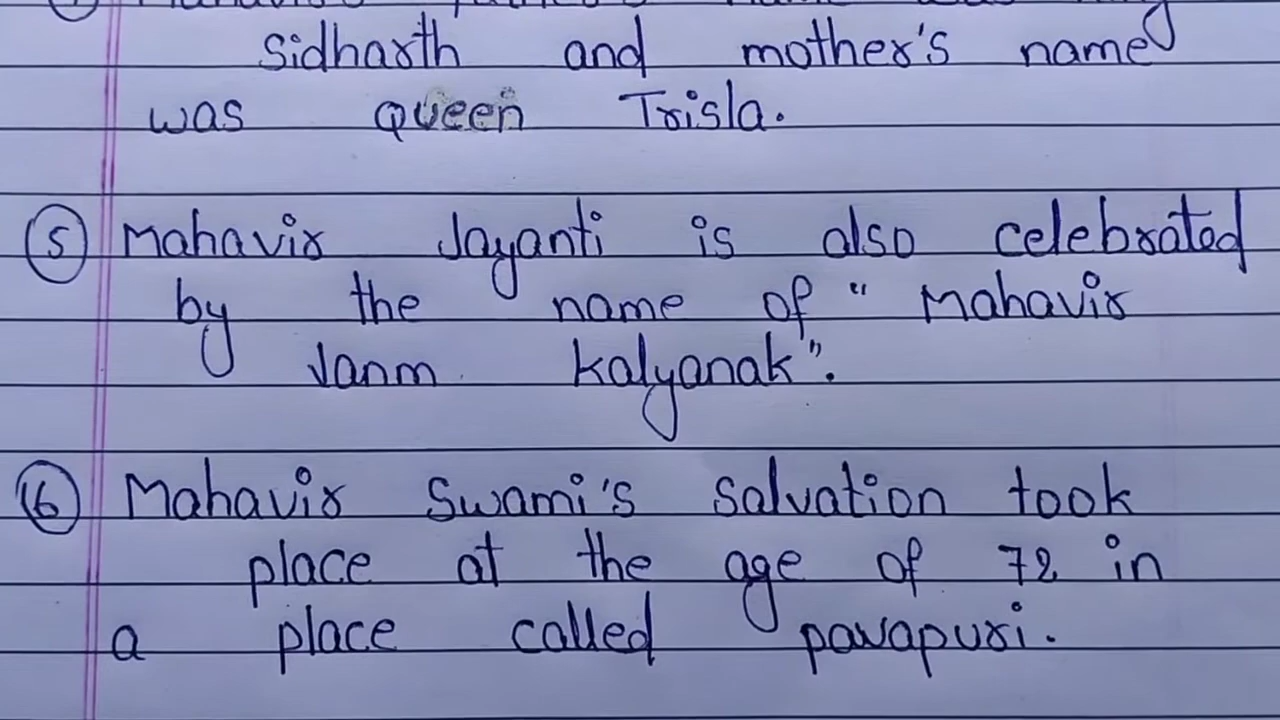 Sidharth and mother's name
was queen Trisla.
(5) Mahavir Jayanti is also celebrated
by the name of " Mahavir
Janm Kalyanak".
(6) Mahavir Swami's salvation took
place at the age of 72 in
a place called pavapuri.